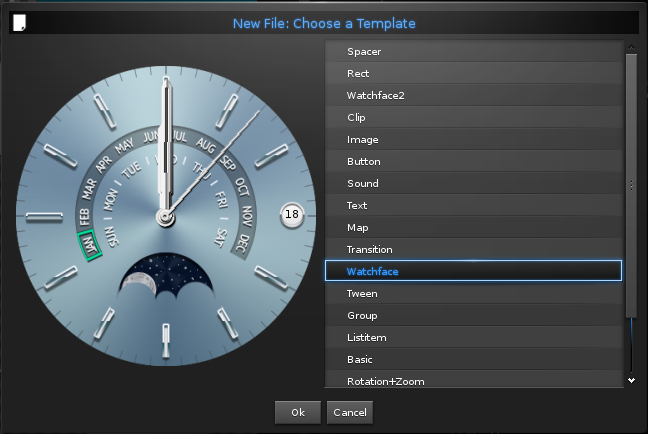 New File: Choose a Template
JAN FEB MAR APR MAY JUN JUL AUG SEP OCT NOV DEC
SUN MON TUE WED THU FRI SAT
18
Spacer
Rect
Watchface2
Clip
Image
Button
Sound
Text
Map
Transition
Watchface
Tween
Group
Listitem
Basic
Rotation+Zoom
Ok
Cancel